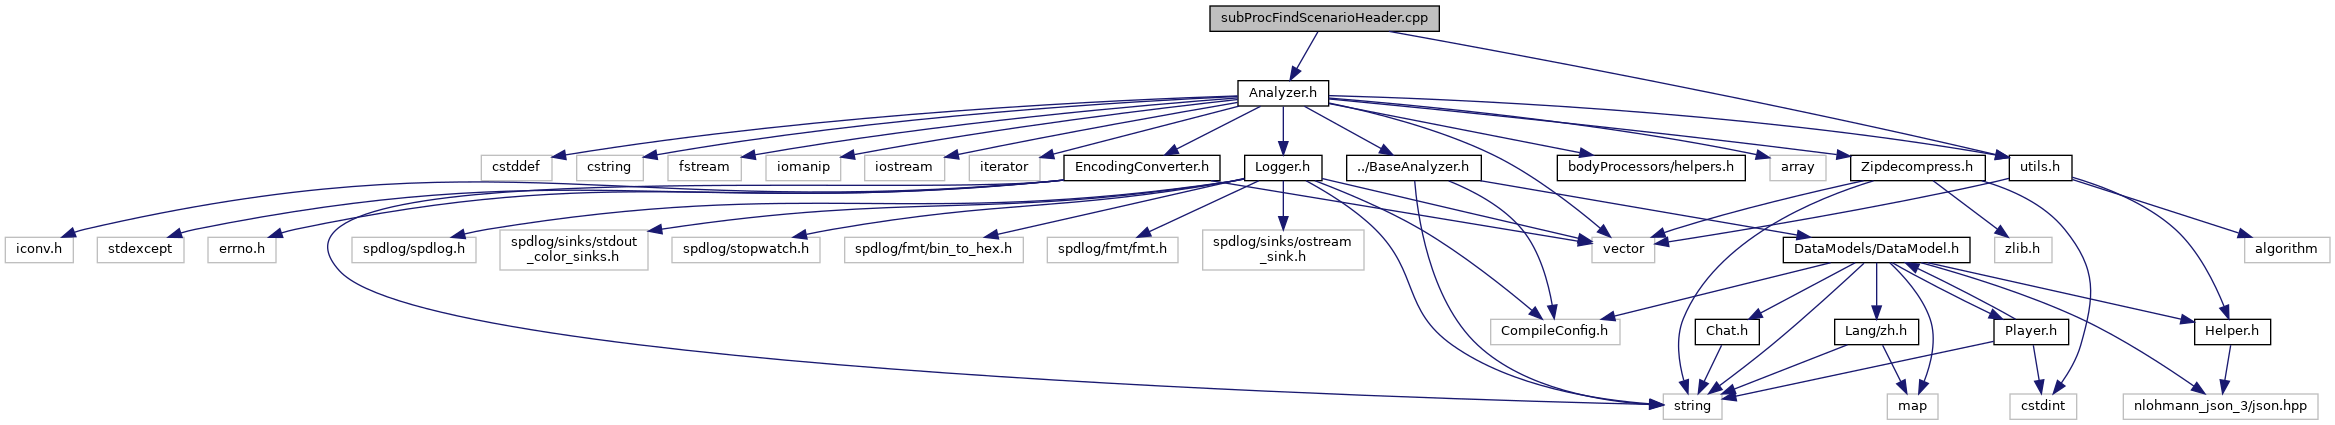 subProcFindScenarioHeader.cpp
Analyzer.h
cstddef
cstring
fstream
iomanip
iostream
iterator
EncodingConverter.h
Logger.h
../BaseAnalyzer.h
bodyProcessors/helpers.h
array
Zipdecompress.h
utils.h
iconv.h
stdexcept
errno.h
spdlog/spdlog.h
spdlog/sinks/stdout
_color_sinks.h
spdlog/stopwatch.h
spdlog/fmt/bin_to_hex.h
spdlog/fmt/fmt.h
spdlog/sinks/ostream
_sink.h
vector
DataModels/DataModel.h
zlib.h
algorithm
CompileConfig.h
Chat.h
Lang/zh.h
Player.h
Helper.h
string
map
cstdint
nlohmann_json_3/json.hpp